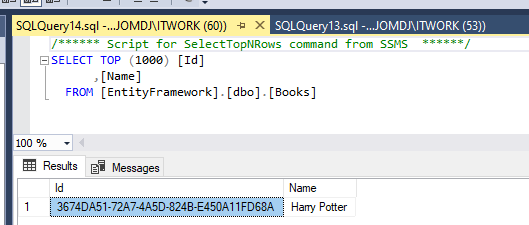 SQLQuery14.sql -...JOMDJ\ITWORK (60))
SQLQuery13.sql -...JOMDJ\ITWORK (53))
/****** Script for SelectTopNRows command from SSMS  ******/
SELECT TOP (1000) [Id]
,[Name]
FROM [EntityFramework].[dbo].[Books]
100 %
Results Messages
Id Name
1 3674DA51-72A7-4A5D-824B-E450A11FD68A Harry Potter